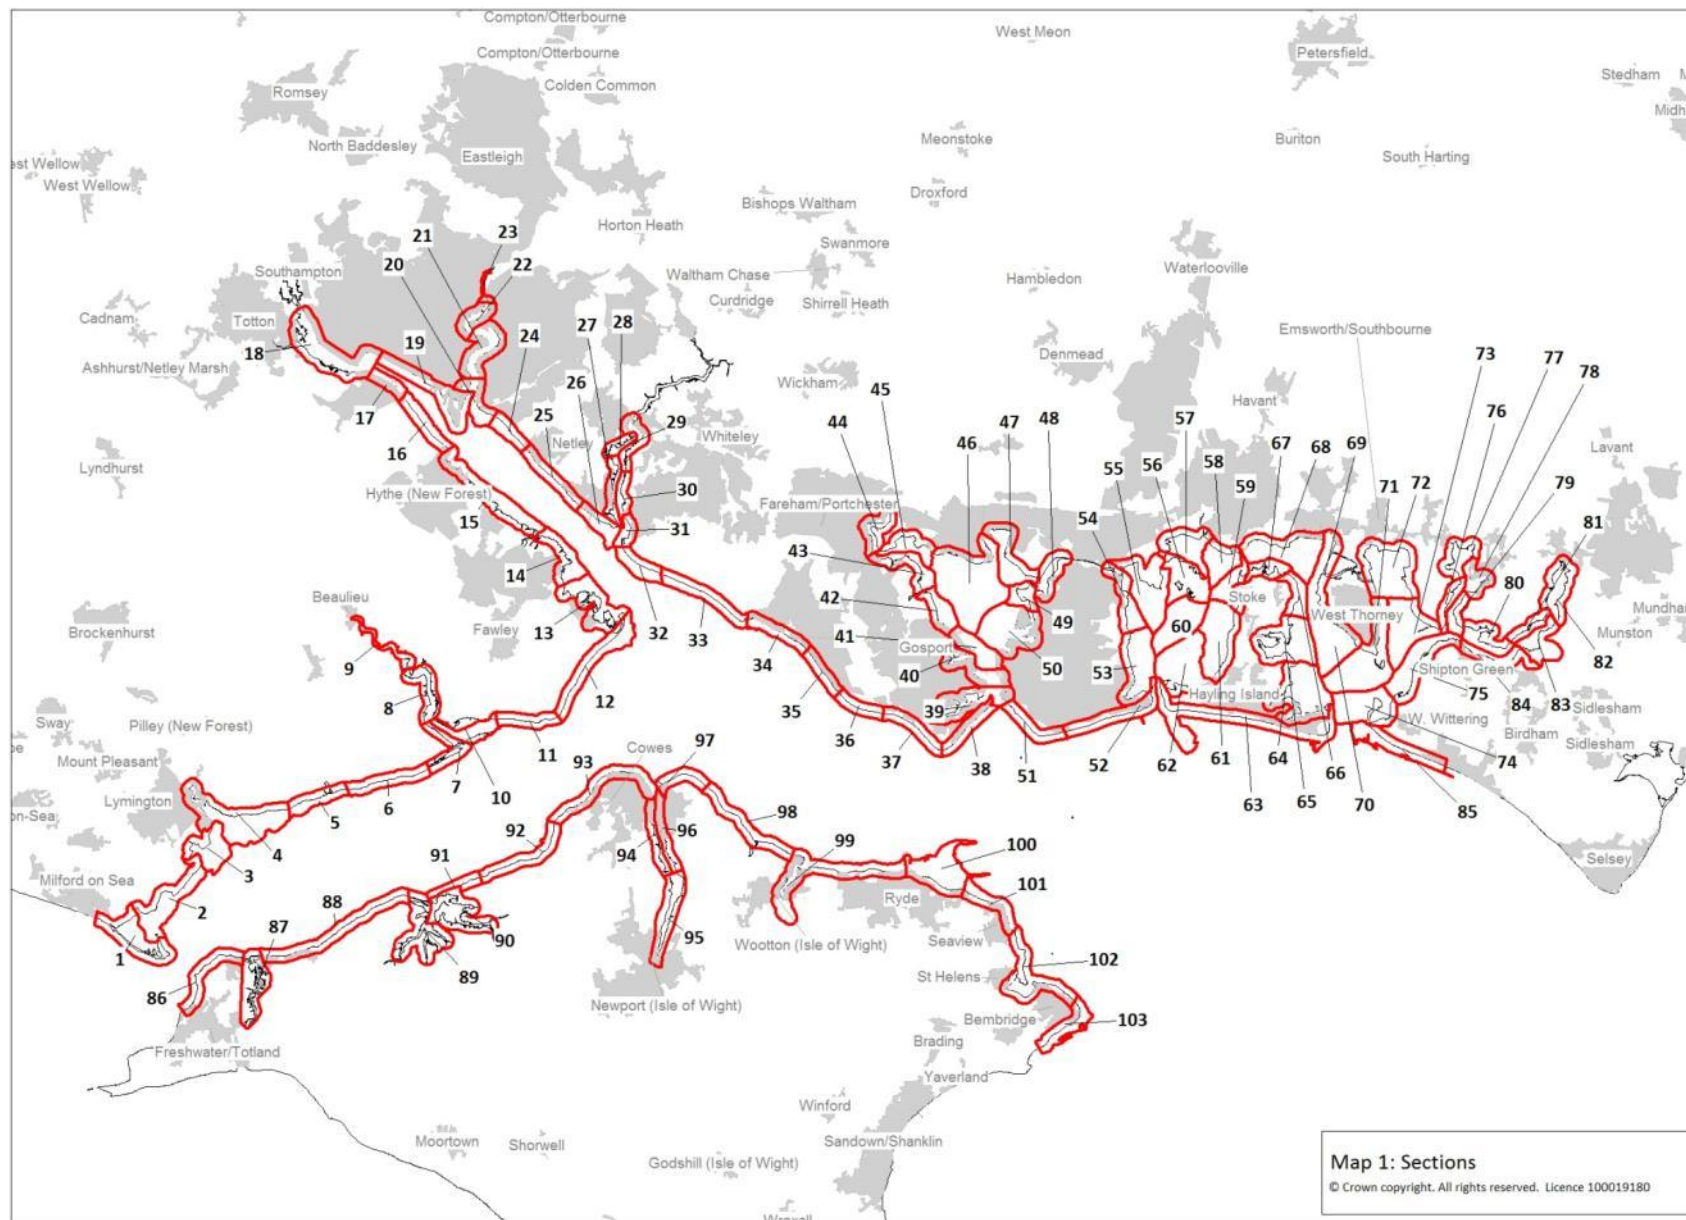 Compton/Otterbourne
West Meon
Petersfield
Compton/Otterbourne
Stedham
Romsey
Colden Common
Midh
North Baddesley
Eastleigh
Meonstoke
Buriton
South Harting
est Wellow
West Wellow
Droxford
Bishops Waltham
Horton Heath
23
21
22
Swanmore
20
Southampton
Waltham Chase
Hambledon
Waterlooville
Curdridge
Shirrell Heath
Cadnam
Totton
27
28
Emsworth/Southbourne
18
19
24
73
77
Ashhurst/Netley Marsh
Denmead
78
26
Wickham
45
Havant
76
17
25
44
47
48
57
67
68
69
29
16
Netley
Whiteley
46
56
58
71
72
79
Lavant
Lyndhurst
55
59
Hythe (New Forest)
30
Fareham/Portchester
54
81
15
31
43
14
Stoke
80
Beaulieu
42
West Thorney
13
32
49
Mundham
Brockenhurst
Fawley
33
41
60
Munston
34
Gosport
50
9
40
53
Shipton Green
82
12
Hayling Island
75
8
35
39
84
83
Sway
Pilley (New Forest)
W. Wittering
Sidlesham
11
36
Birdham
Mount Pleasant
97
37
38
51
52
62
61
64
74
Sidlesham
7
10
93
Cowes
66
Lymington
6
63
65
70
85
on-Sea
5
98
92
96
4
94
99
100
Selsey
3
91
Milford on Sea
101
2
88
Ryde
87
90
95
Wootton (Isle of Wight)
Seaview
1
89
102
86
St Helens
Newport (Isle of Wight)
Bembridge
103
Freshwater/Totland
Brading
Yaverland
Winford
Moortown
Shorwell
Sandown/Shanklin
Godshill (Isle of Wight)
Map 1: Sections
© Crown copyright. All rights reserved. Licence 100019180